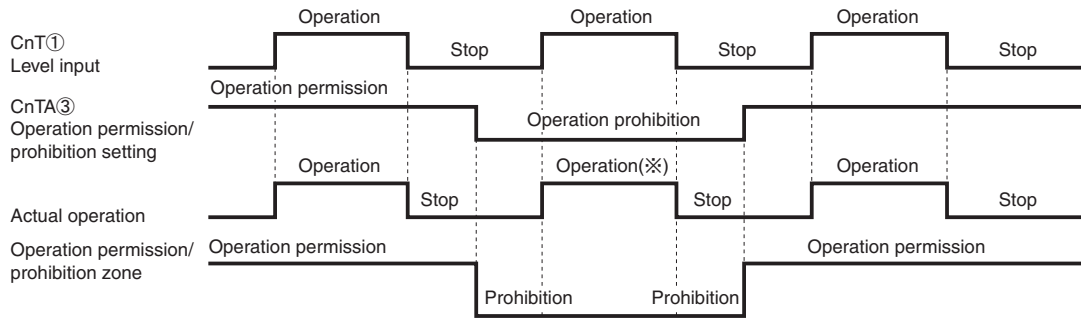 Operation Operation Operation
CnT① Stop Stop Stop
Level input
Operation permission
CnTA③
Operation permission/ Operation prohibition
prohibition setting
Operation Operation(※) Operation
Actual operation Stop Stop Stop
Operation permission/ Operation permission Operation permission
prohibition zone
Prohibition Prohibition